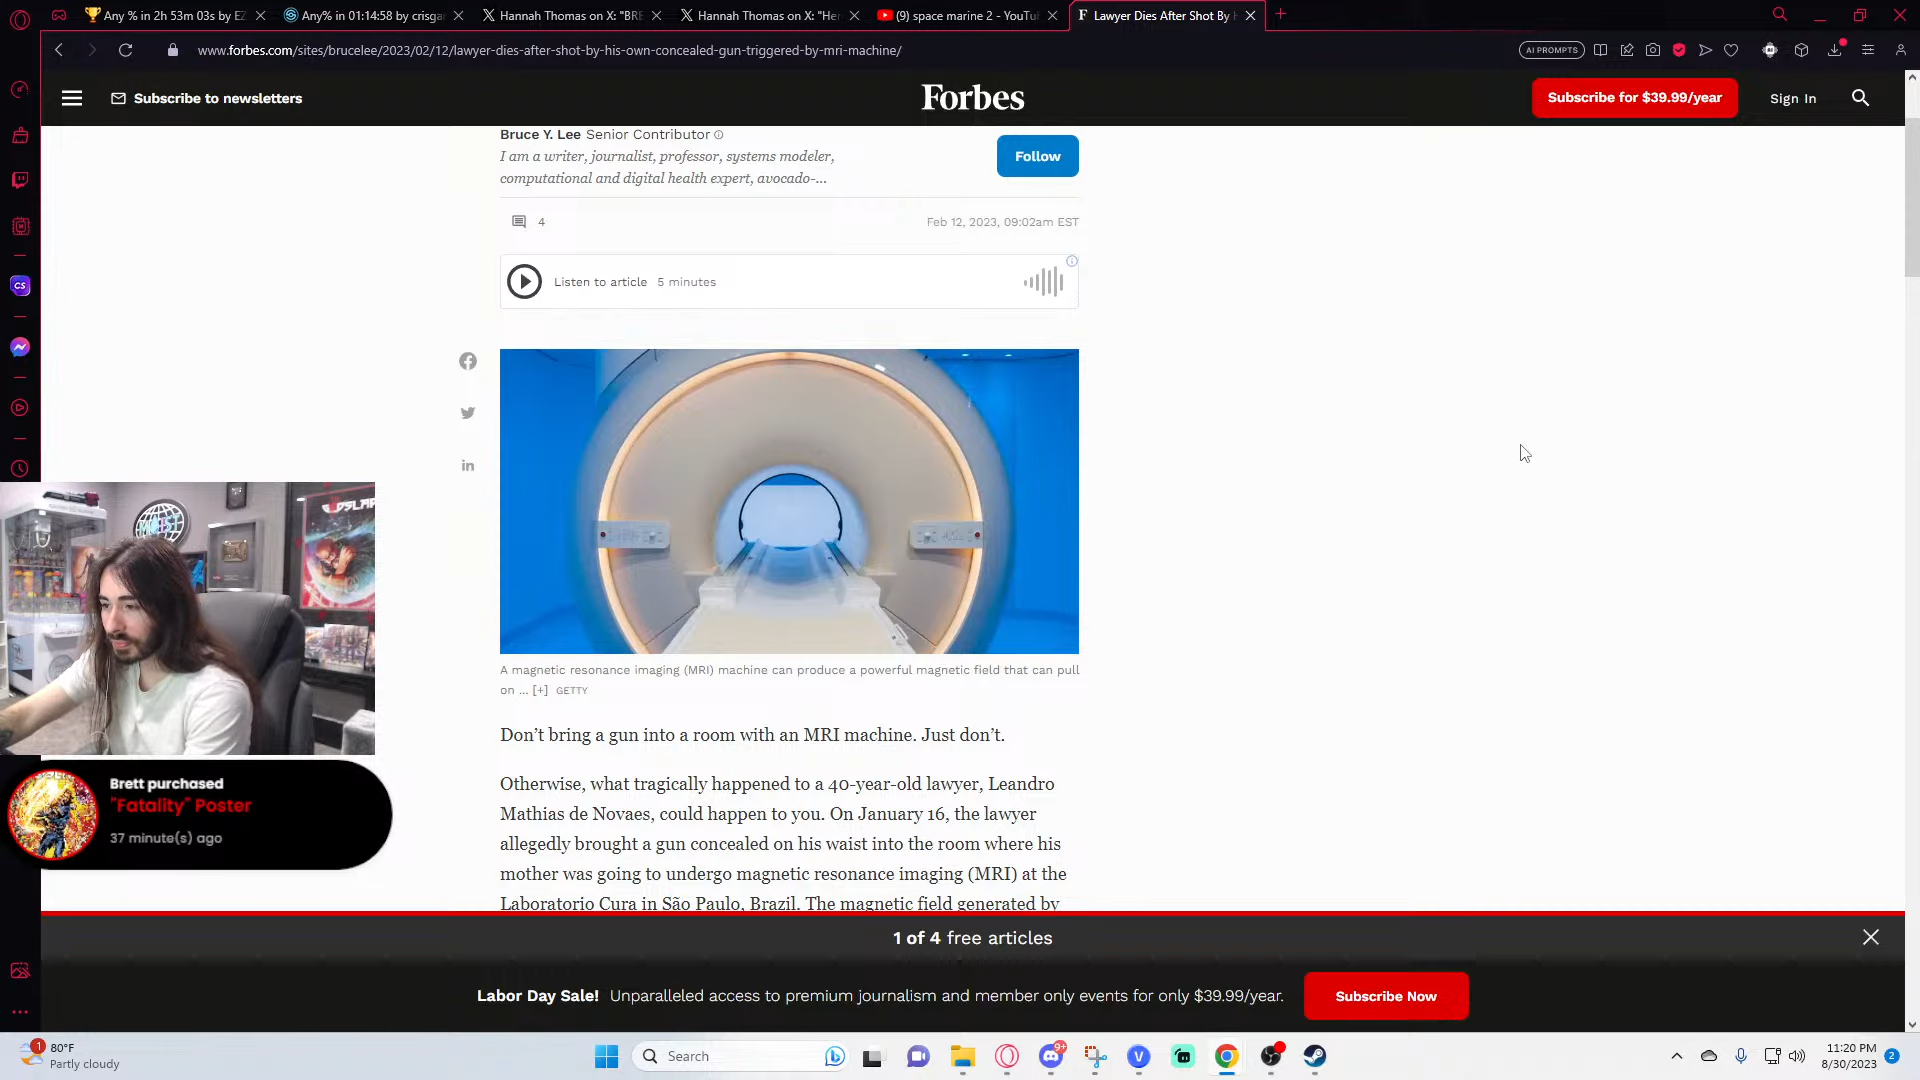 Any % in 2h 53m 03s by EZ
Any% in 01:14:58 by crisga
Hannah Thomas on X: "BRE
Hannah Thomas on X: "Her
(9) space marine 2 - YouTu
Lawyer Dies After Shot By H
www.forbes.com/sites/brucelee/2023/02/12/lawyer-dies-after-shot-by-his-own-concealed-gun-triggered-by-mri-machine/
AI PROMPTS
Subscribe to newsletters
Forbes
Subscribe for $39.99/year
Sign In
Bruce Y. Lee Senior Contributor
I am a writer, journalist, professor, systems modeler,
computational and digital health expert, avocado-...
Follow
4
Feb 12, 2023, 09:02am EST
Listen to article 5 minutes
CS
A magnetic resonance imaging (MRI) machine can produce a powerful magnetic field that can pull
on ... [+] GETTY
Don't bring a gun into a room with an MRI machine. Just don't.
Otherwise, what tragically happened to a 40-year-old lawyer, Leandro
Mathias de Novaes, could happen to you. On January 16, the lawyer
allegedly brought a gun concealed on his waist into the room where his
mother was going to undergo magnetic resonance imaging (MRI) at the
Laboratorio Cura in São Paulo, Brazil. The magnetic field generated by
MOIST
Brett purchased
"Fatality" Poster
37 minute(s) ago
1 of 4 free articles
Labor Day Sale! Unparalleled access to premium journalism and member only events for only $39.99/year.
Subscribe Now
1
80°F
Partly cloudy
Search
9+
11:20 PM
8/30/2023
2